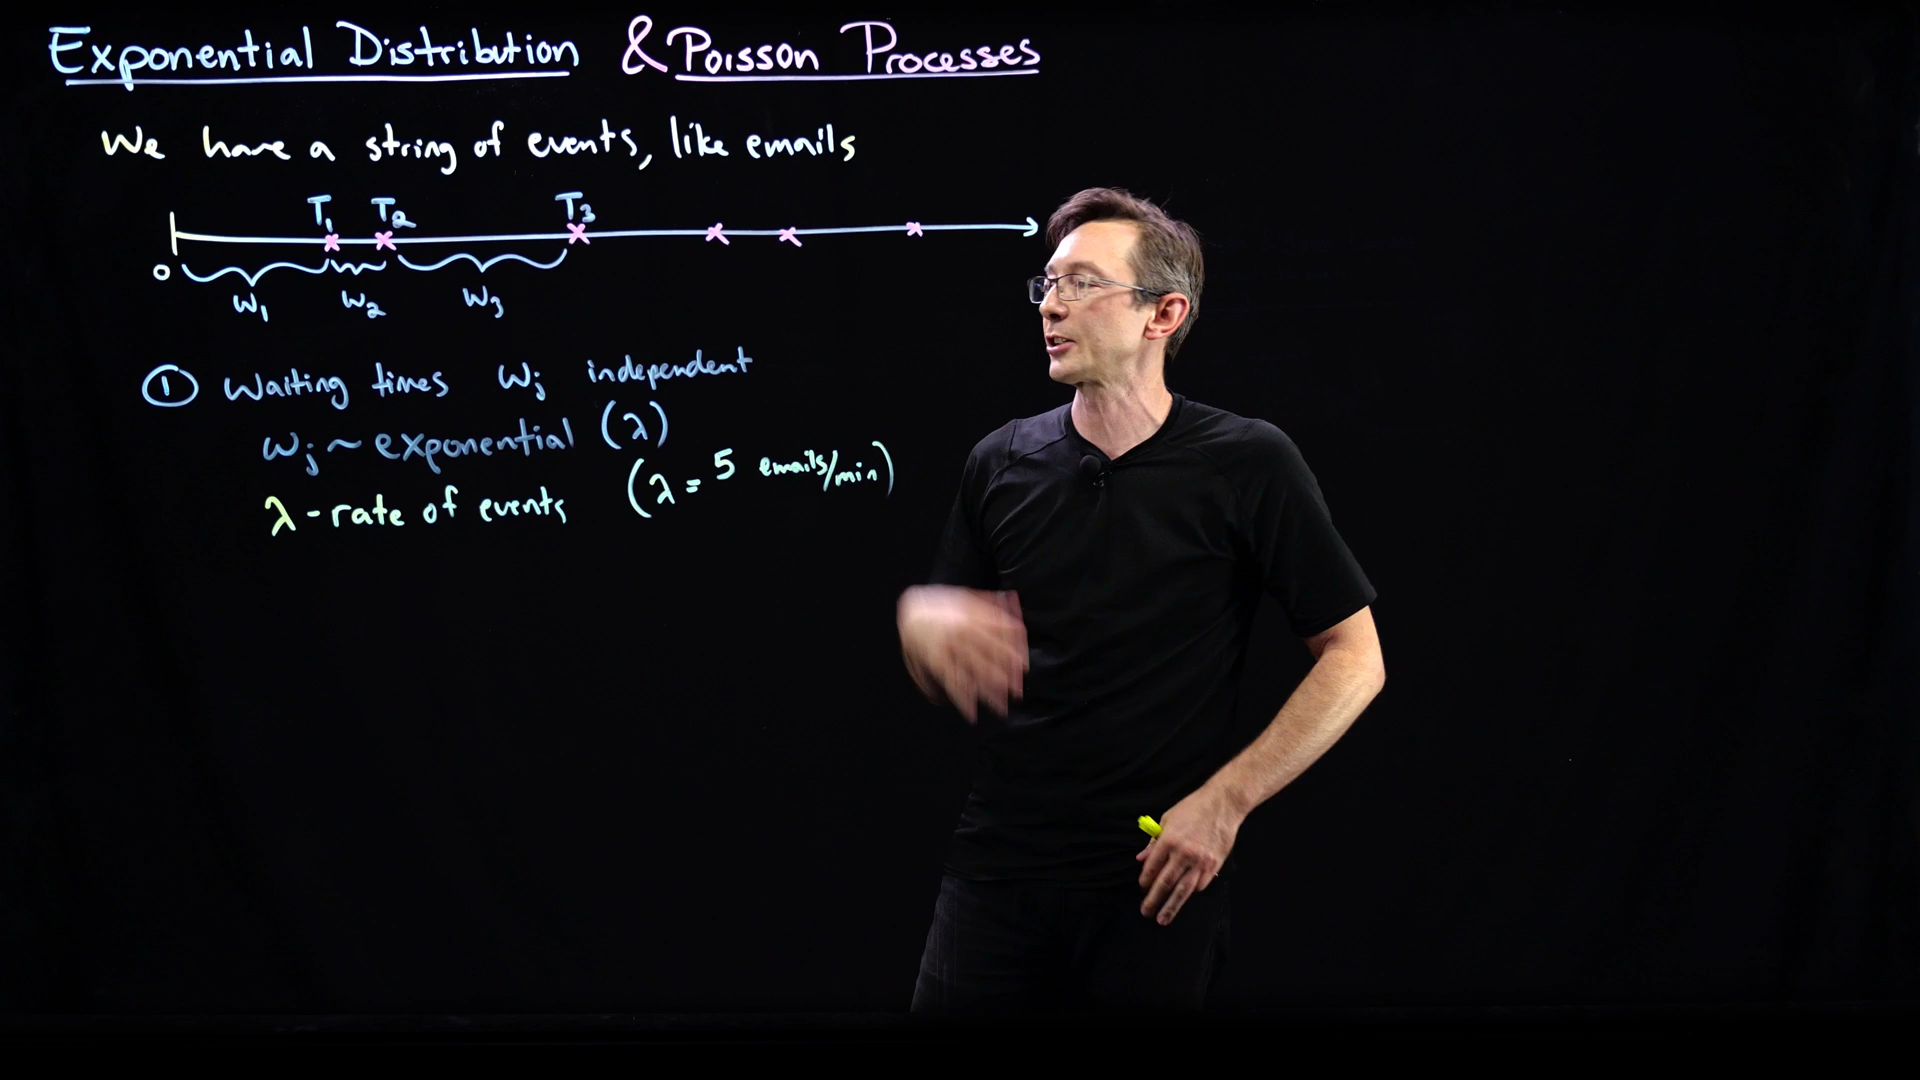 Exponential Distribution & Poisson Processes
We have a string of events, like emails
T₁ T₂ T₃
0
W₁ W₂ W₃
① Waiting times Wⱼ independent
Wⱼ ~ exponential (λ)
λ - rate of events (λ = 5 emails/min)